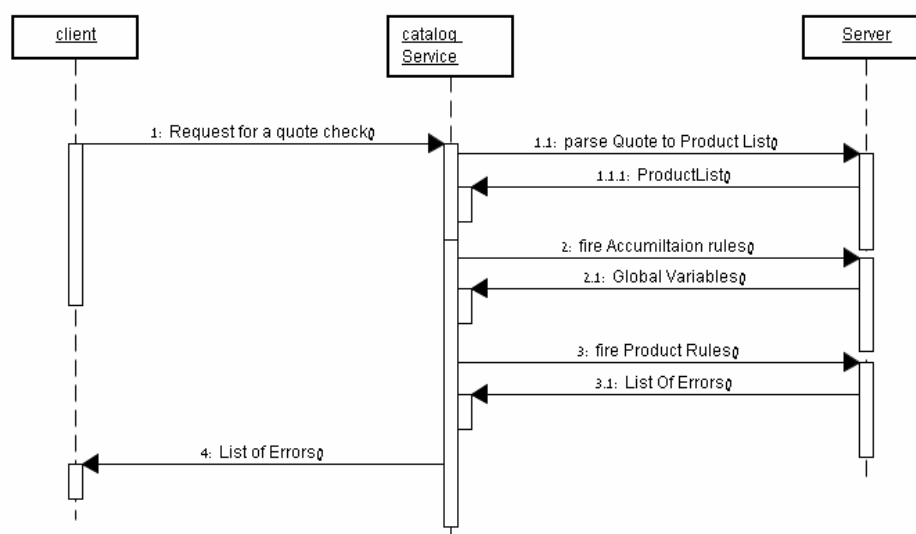 client
catalog
Service
Server
1: Request for a quote check()
1.1: parse Quote to Product List()
1.1.1: ProductList()
2: fire Accumiltaion rules()
2.1: Global Variables()
3: fire Product Rules()
3.1: List Of Errors()
4: List of Errors()